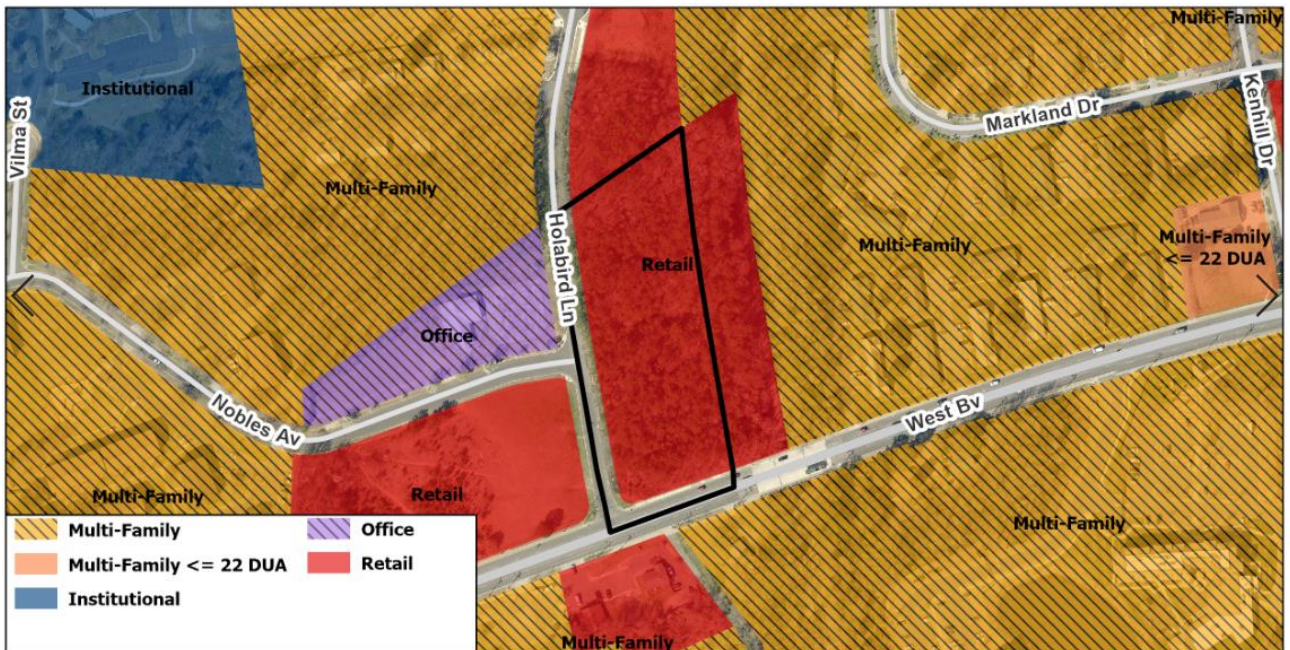 Multi-Family
Institutional
Vilma St
Markland Dr
Kenhill Dr
Multi-Family
Holabird Ln
Multi-Family
Multi-Family
<= 22 DUA
Retail
Office
Nobles Av
West Bv
Multi-Family
Retail
Multi-Family
Multi-Family
Multi-Family
Multi-Family <= 22 DUA
Institutional
Office
Retail
Multi-Family